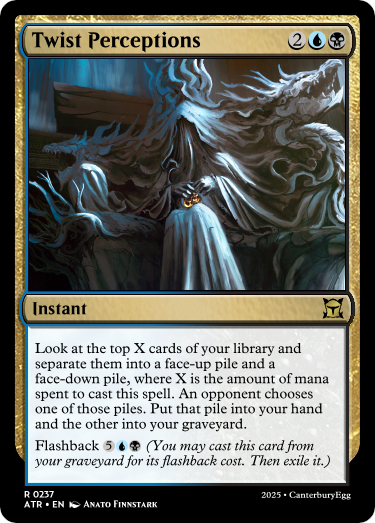 Twist Perceptions 2
Instant
Look at the top X cards of your library and
separate them into a face-up pile and a
face-down pile, where X is the amount of mana
spent to cast this spell. An opponent chooses
one of those piles. Put that pile into your hand
and the other into your graveyard.
Flashback 5 (You may cast this card from
your graveyard for its flashback cost. Then exile it.)
R 0237
ATR • EN Anato Finnstark
2025 • CanterburyEgg